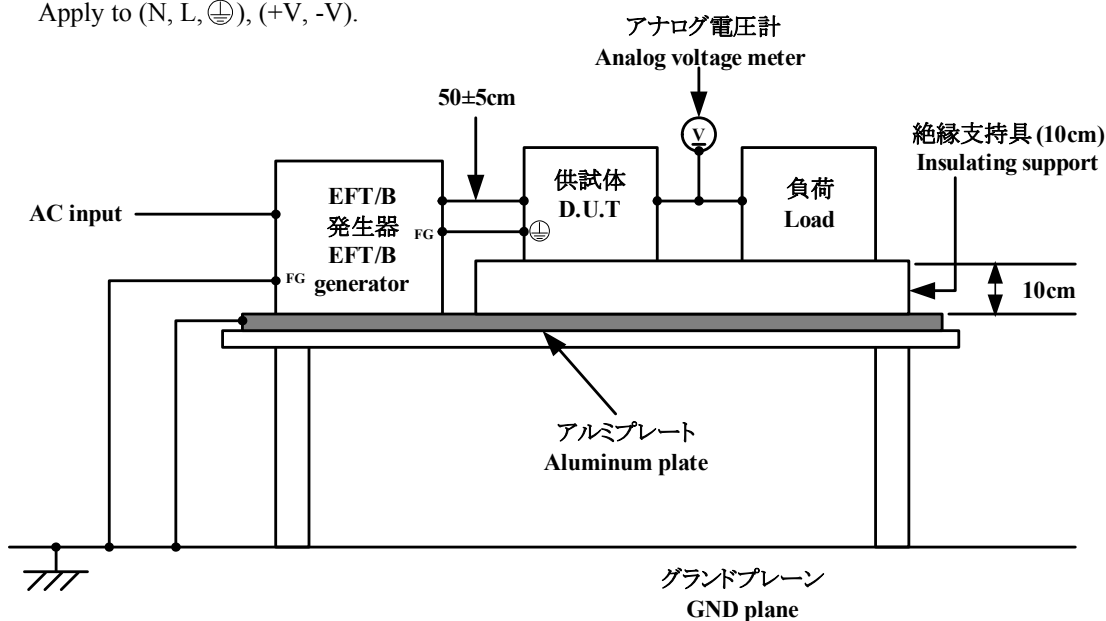 Apply to (N, L, ⏚), (+V, -V).
アナログ電圧計
Analog voltage meter
50±5cm
V
絶縁支持具 (10cm)
Insulating support
AC input
EFT/B
発生器
EFT/B
generator
FG
FG
供試体
D.U.T
負荷
Load
10cm
アルミプレート
Aluminum plate
グランドプレーン
GND plane